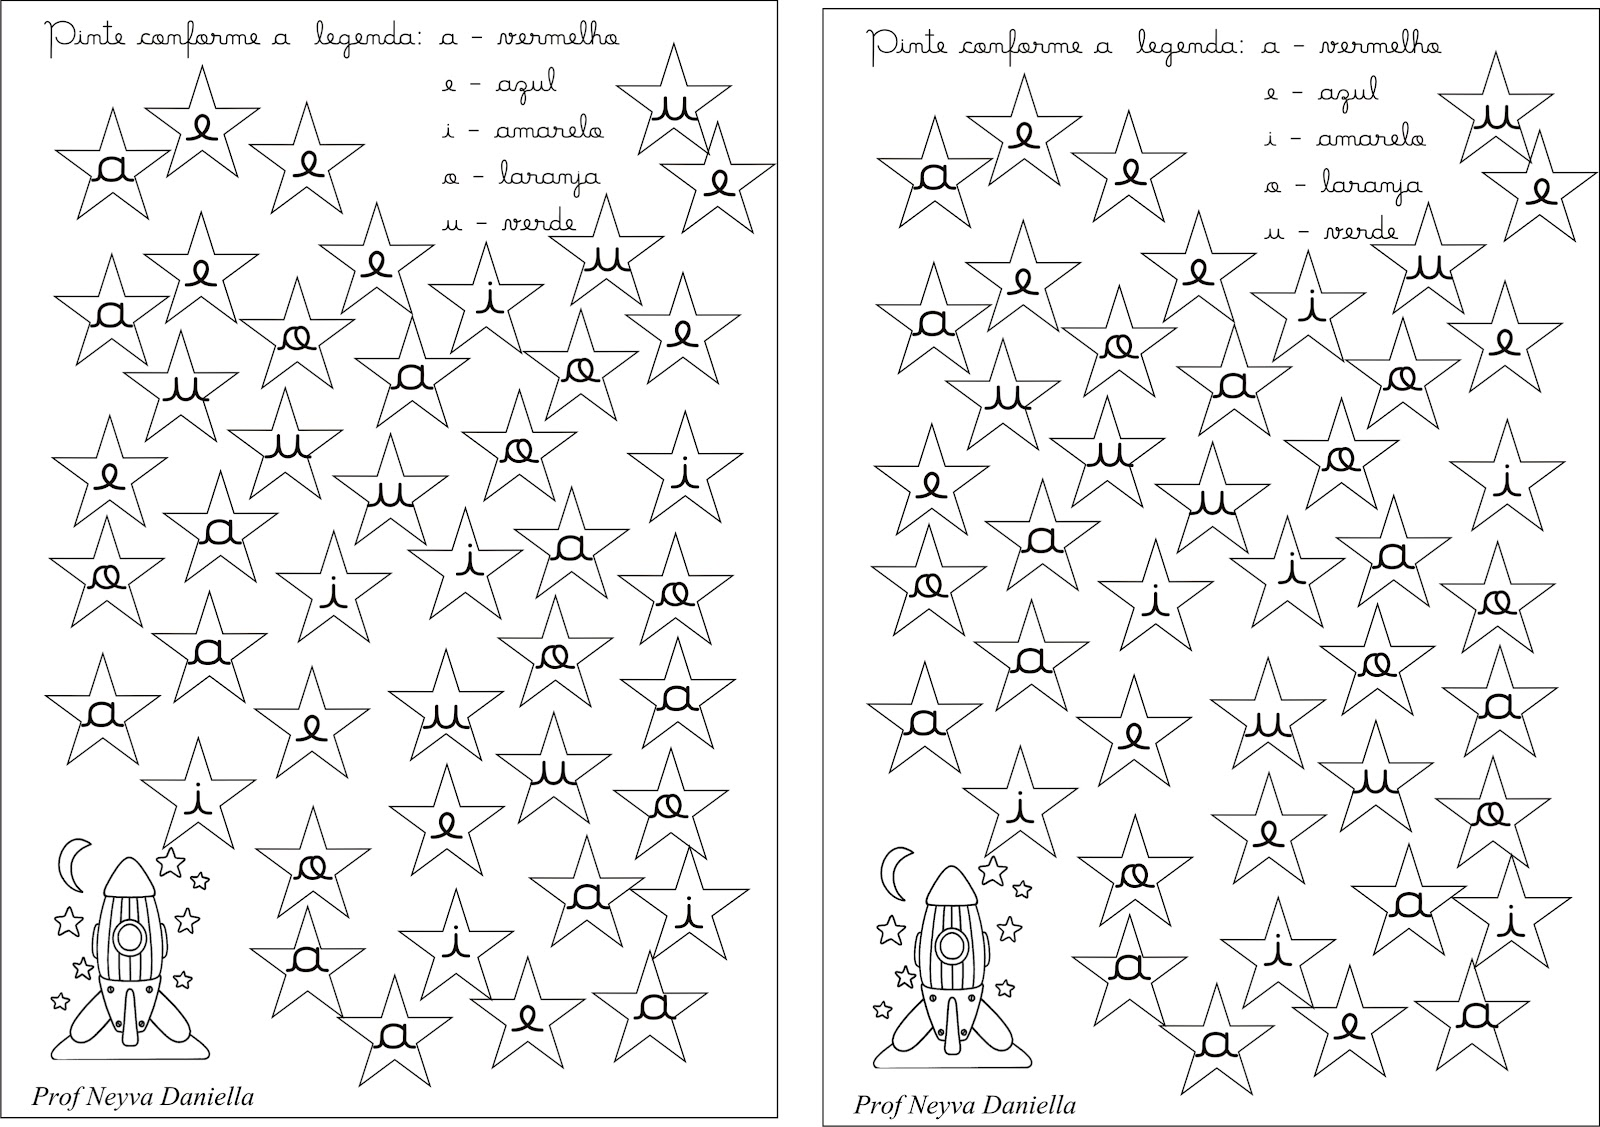 Pinte conforme a legenda: a - vermelho
e - azul
i - amarelo
o - laranja
u - verde
e u
a e e
a e e i u
o a o e
u u o i
e a u
o i i a o
a a e u o a
i e u o
o a i
a i
a e a
Prof Neyva Daniella
Pinte conforme a legenda: a - vermelho
e - azul
i - amarelo
o - laranja
u - verde
e u
a e e
a e e i u
o a o e
u u o i
e a u
o i i a o
a a e u o a
i e u o
o a i
a i
a e a
Prof Neyva Daniella